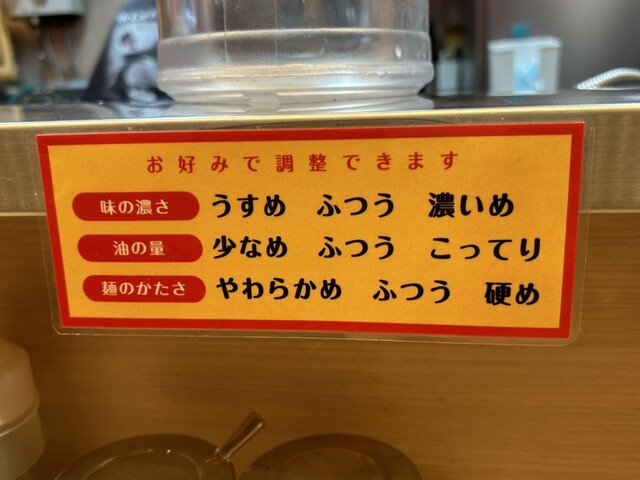 お好みで調整できます
味の濃さ うすめ ふつう 濃いめ
油の量 少なめ ふつう こってり
麺のかたさ やわらかめ ふつう 硬め